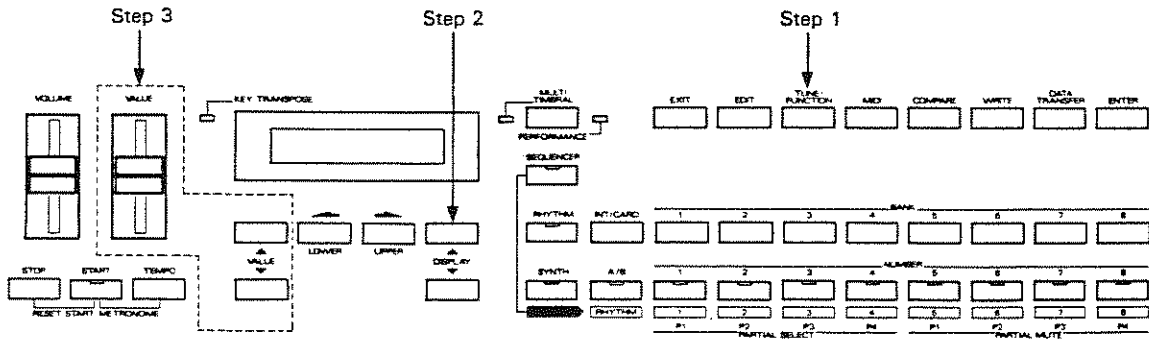 Step 3
Step 2
Step 1
VOLUME
VALUE
KEY TRANSPOSE
MULTI TIMBRAL
PERFORMANCE
EXIT
EDIT
TUNE/ FUNCTION
MIDI
COMPARE
WRITE
DATA TRANSFER
ENTER
SEQUENCER
RHYTHM
INT/CARD
BANK
1 2 3 4 5 6 7 8
VALUE
LOWER
UPPER
DISPLAY
STOP
START
TEMPO
RESET START METRONOME
SYNTH
A/B
NUMBER
1 2 3 4 5 6 7 8
RHYTHM
1 2 3 4 5 6 7 8
P1 P2 P3 P4 P1 P2 P3 P4
PARTIAL SELECT
PARTIAL MUTE